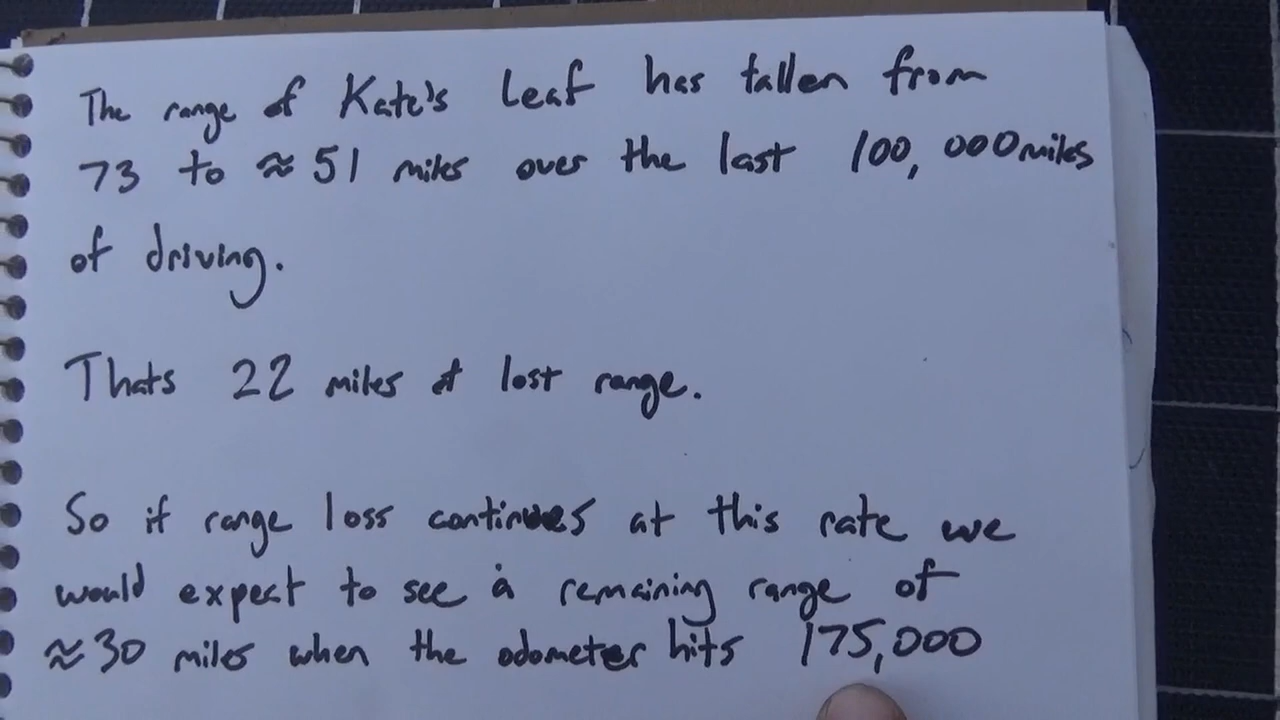 The range of Kate's Leaf has fallen from
73 to ≈ 51 miles over the last 100,000 miles
of driving.
Thats 22 miles of lost range.
So if range loss continues at this rate we
would expect to see a remaining range of
≈30 miles when the odometer hits 175,000